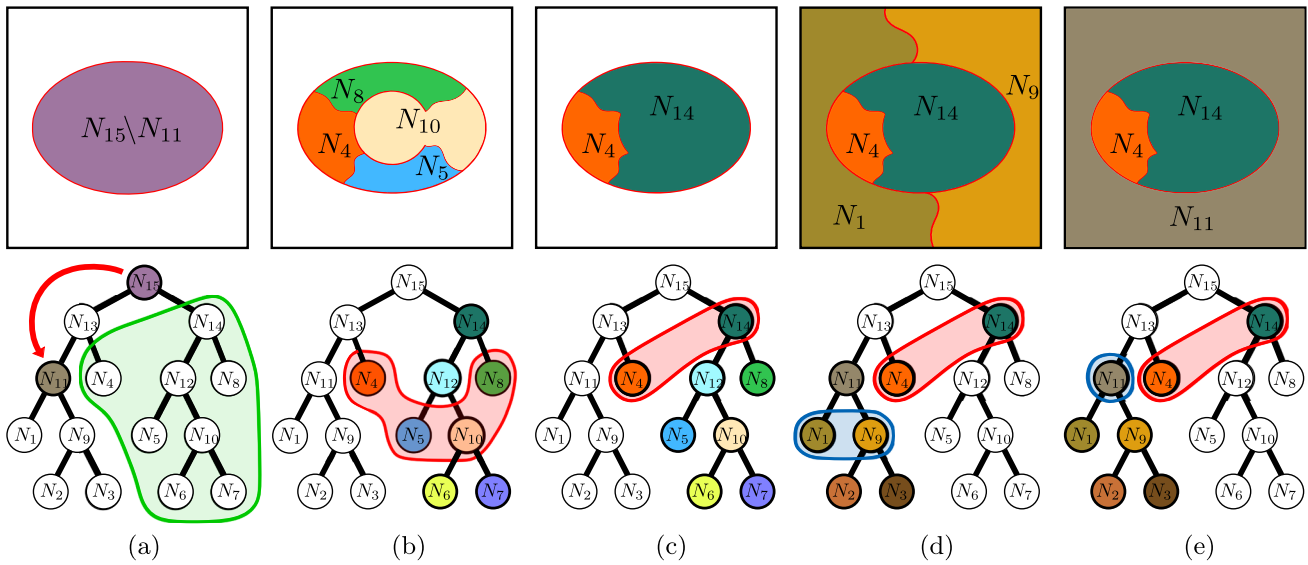 N₁₅\N₁₁
N₈
N₁₀
N₄
N₅
N₁₄
N₄
N₁₄
N₉
N₄
N₁
N₁₄
N₄
N₁₁
N₁₅
N₁₃ N₁₄
N₁₁ N₄ N₁₂ N₈
N₁ N₉ N₅ N₁₀
N₂ N₃ N₆ N₇
(a)
N₁₅
N₁₃ N₁₄
N₁₁ N₄ N₁₂ N₈
N₁ N₉ N₅ N₁₀
N₂ N₃ N₆ N₇
(b)
N₁₅
N₁₃ N₁₄
N₁₁ N₄ N₁₂ N₈
N₁ N₉ N₅ N₁₀
N₂ N₃ N₆ N₇
(c)
N₁₅
N₁₃ N₁₄
N₁₁ N₄ N₁₂ N₈
N₁ N₉ N₅ N₁₀
N₂ N₃ N₆ N₇
(d)
N₁₅
N₁₃ N₁₄
N₁₁ N₄ N₁₂ N₈
N₁ N₉ N₅ N₁₀
N₂ N₃ N₆ N₇
(e)